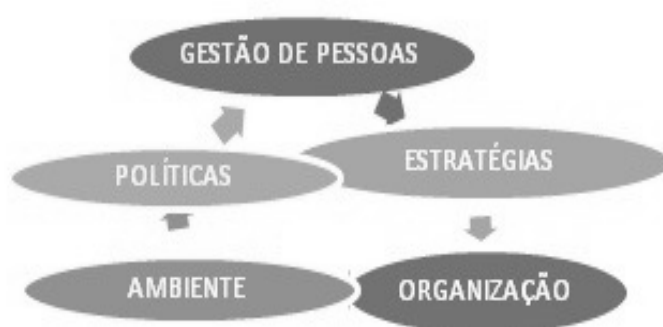 GESTÃO DE PESSOAS
POLÍTICAS
ESTRATÉGIAS
AMBIENTE
ORGANIZAÇÃO